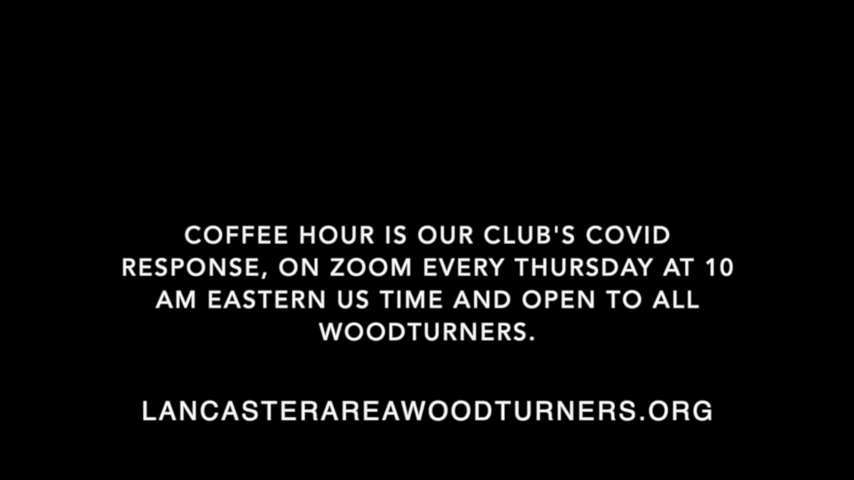 COFFEE HOUR IS OUR CLUB'S COVID
RESPONSE, ON ZOOM EVERY THURSDAY AT 10
AM EASTERN US TIME AND OPEN TO ALL
WOODTURNERS.
LANCASTERAREAWOODTURNERS.ORG